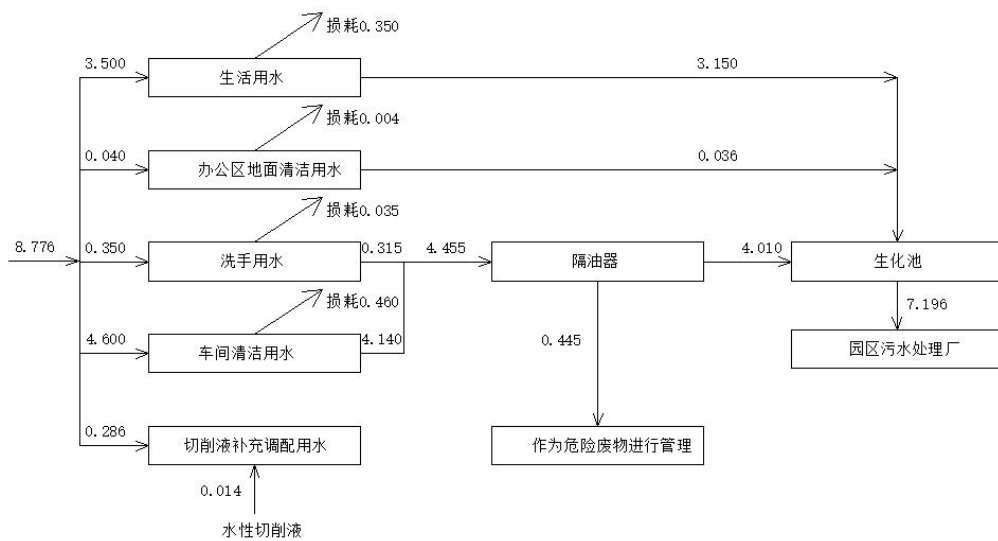 损耗0.350
3.500
生活用水
3.150
损耗0.004
0.040
办公区地面清洁用水
0.036
损耗0.035
8.776
0.350
洗手用水
0.315
4.455
隔油器
4.010
生化池
损耗0.460
7.196
4.600
车间清洁用水
4.140
0.445
园区污水处理厂
0.286
切削液补充调配用水
作为危险废物进行管理
0.014
水性切削液